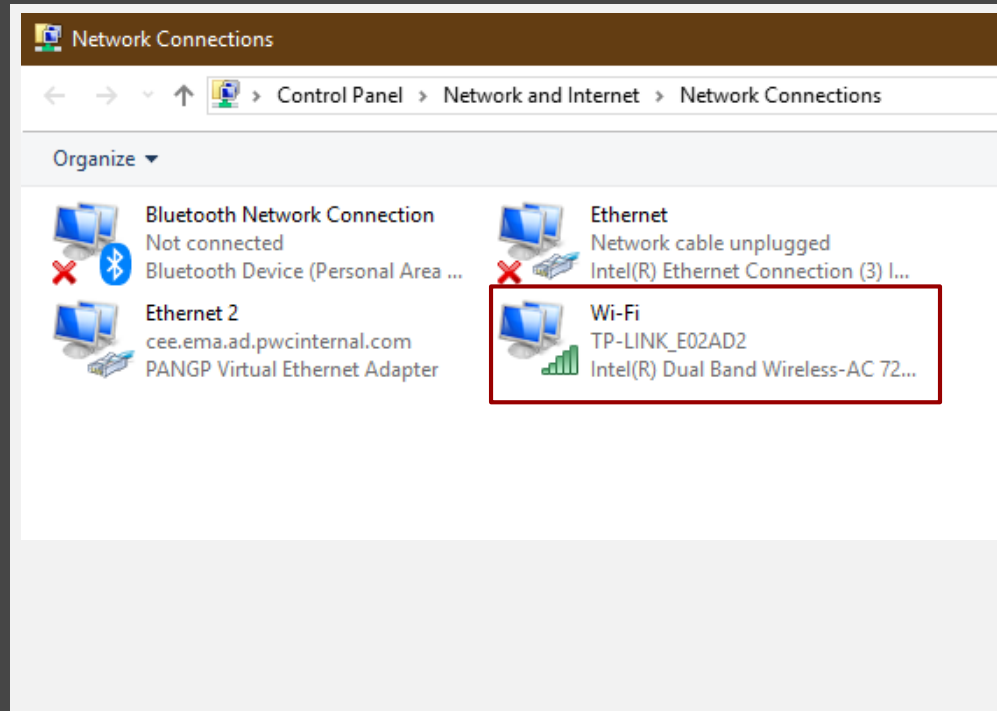 Network Connections
Control Panel > Network and Internet > Network Connections
Organize
Bluetooth Network Connection
Not connected
Bluetooth Device (Personal Area ...
Ethernet
Network cable unplugged
Intel(R) Ethernet Connection (3) I...
Ethernet 2
cee.ema.ad.pwcinternal.com
PANGP Virtual Ethernet Adapter
Wi-Fi
TP-LINK_E02AD2
Intel(R) Dual Band Wireless-AC 72...